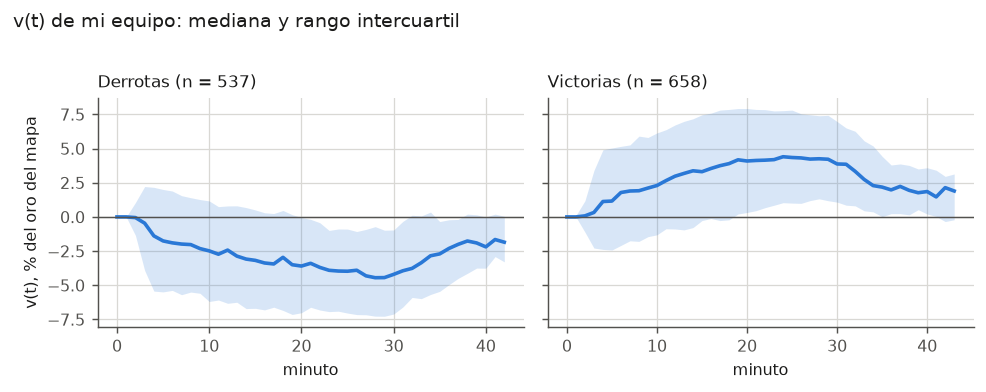 v(t) de mi equipo: mediana y rango intercuartil
Derrotas (n = 537)
Victorias (n = 658)
v(t), % del oro del mapa
7.5
5.0
2.5
0.0
−2.5
−5.0
−7.5
0 10 20 30 40
0 10 20 30 40
minuto
minuto